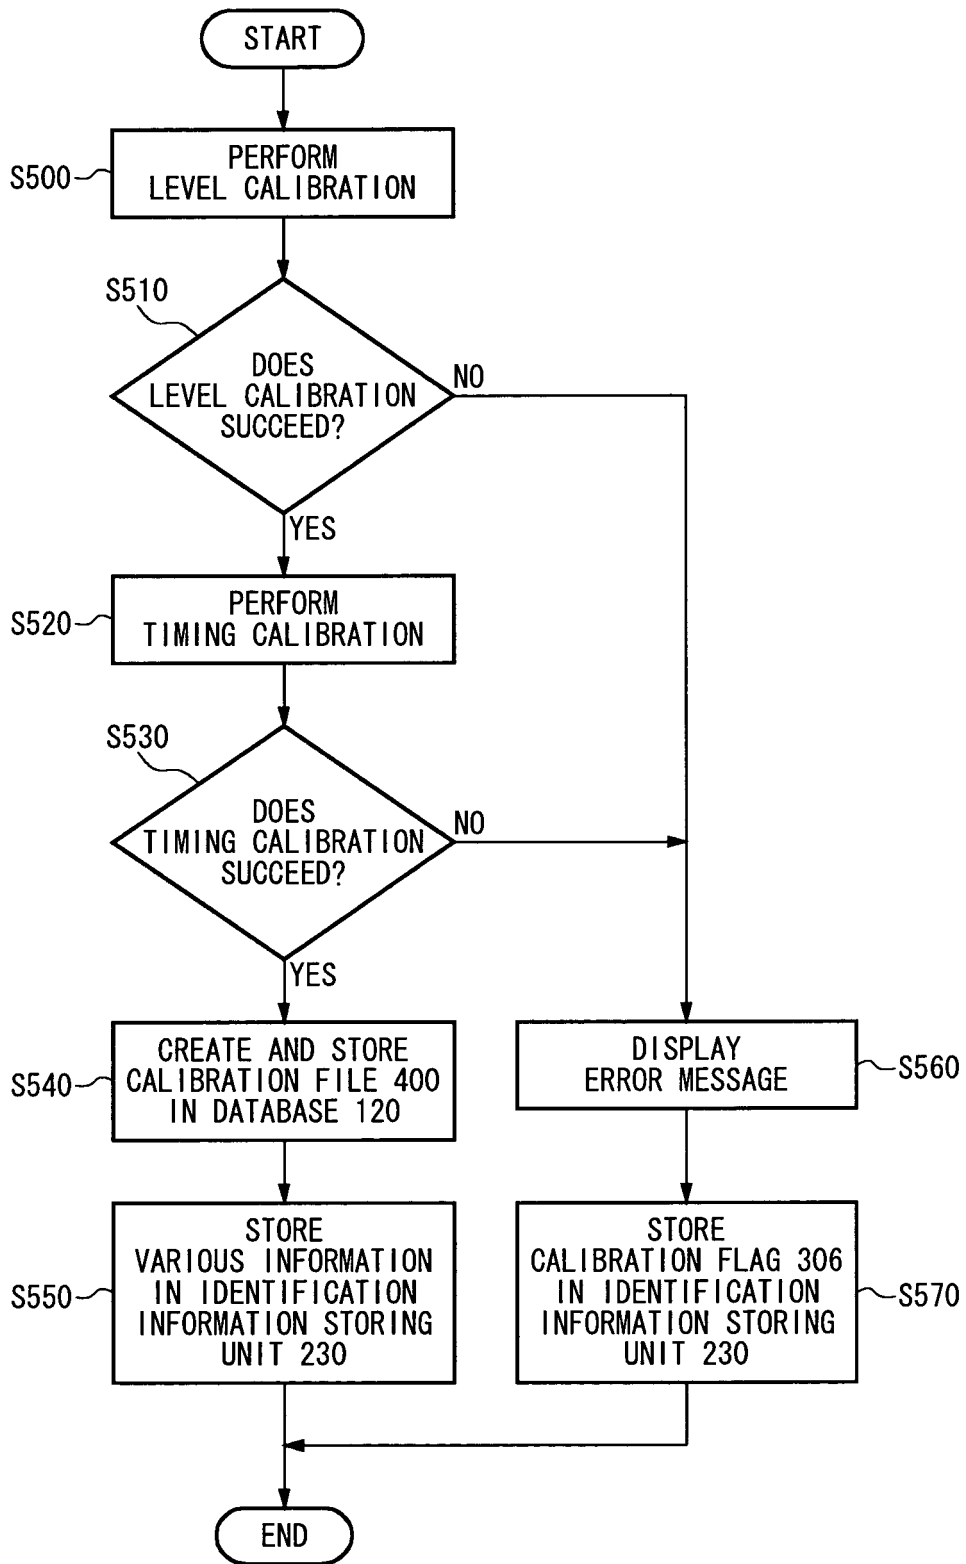 START
S500
PERFORM
LEVEL CALIBRATION
S510
DOES
LEVEL CALIBRATION
SUCCEED?
NO
YES
S520
PERFORM
TIMING CALIBRATION
S530
DOES
TIMING CALIBRATION
SUCCEED?
NO
YES
S540
CREATE AND STORE
CALIBRATION FILE 400
IN DATABASE 120
DISPLAY
ERROR MESSAGE
S560
S550
STORE
VARIOUS INFORMATION
IN IDENTIFICATION
INFORMATION STORING
UNIT 230
STORE
CALIBRATION FLAG 306
IN IDENTIFICATION
INFORMATION STORING
UNIT 230
S570
END